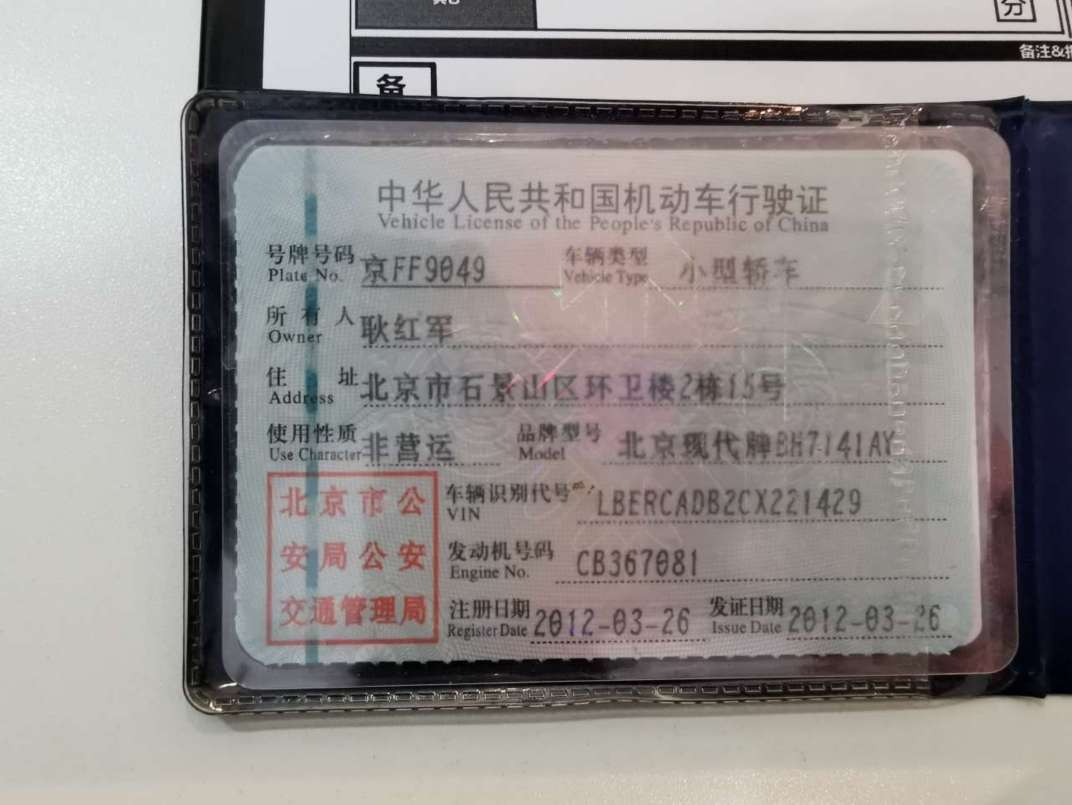 分
备注&
备
中华人民共和国机动车行驶证
Vehicle License of the People's Republic of China
号牌号码 京FF9049 车辆类型 小型轿车
Plate No. Vehicle Type
所有人 耿红军
Owner
住址 北京市石景山区环卫楼2栋15号
Address
使用性质 非营运 品牌型号 北京现代牌BH7141AY
Use Character Model
北京市公 车辆识别代号 LBERCADB2CX221429
VIN
安局公安 发动机号码 CB367081
Engine No.
交通管理局 注册日期 2012-03-26 发证日期 2012-03-26
Register Date Issue Date